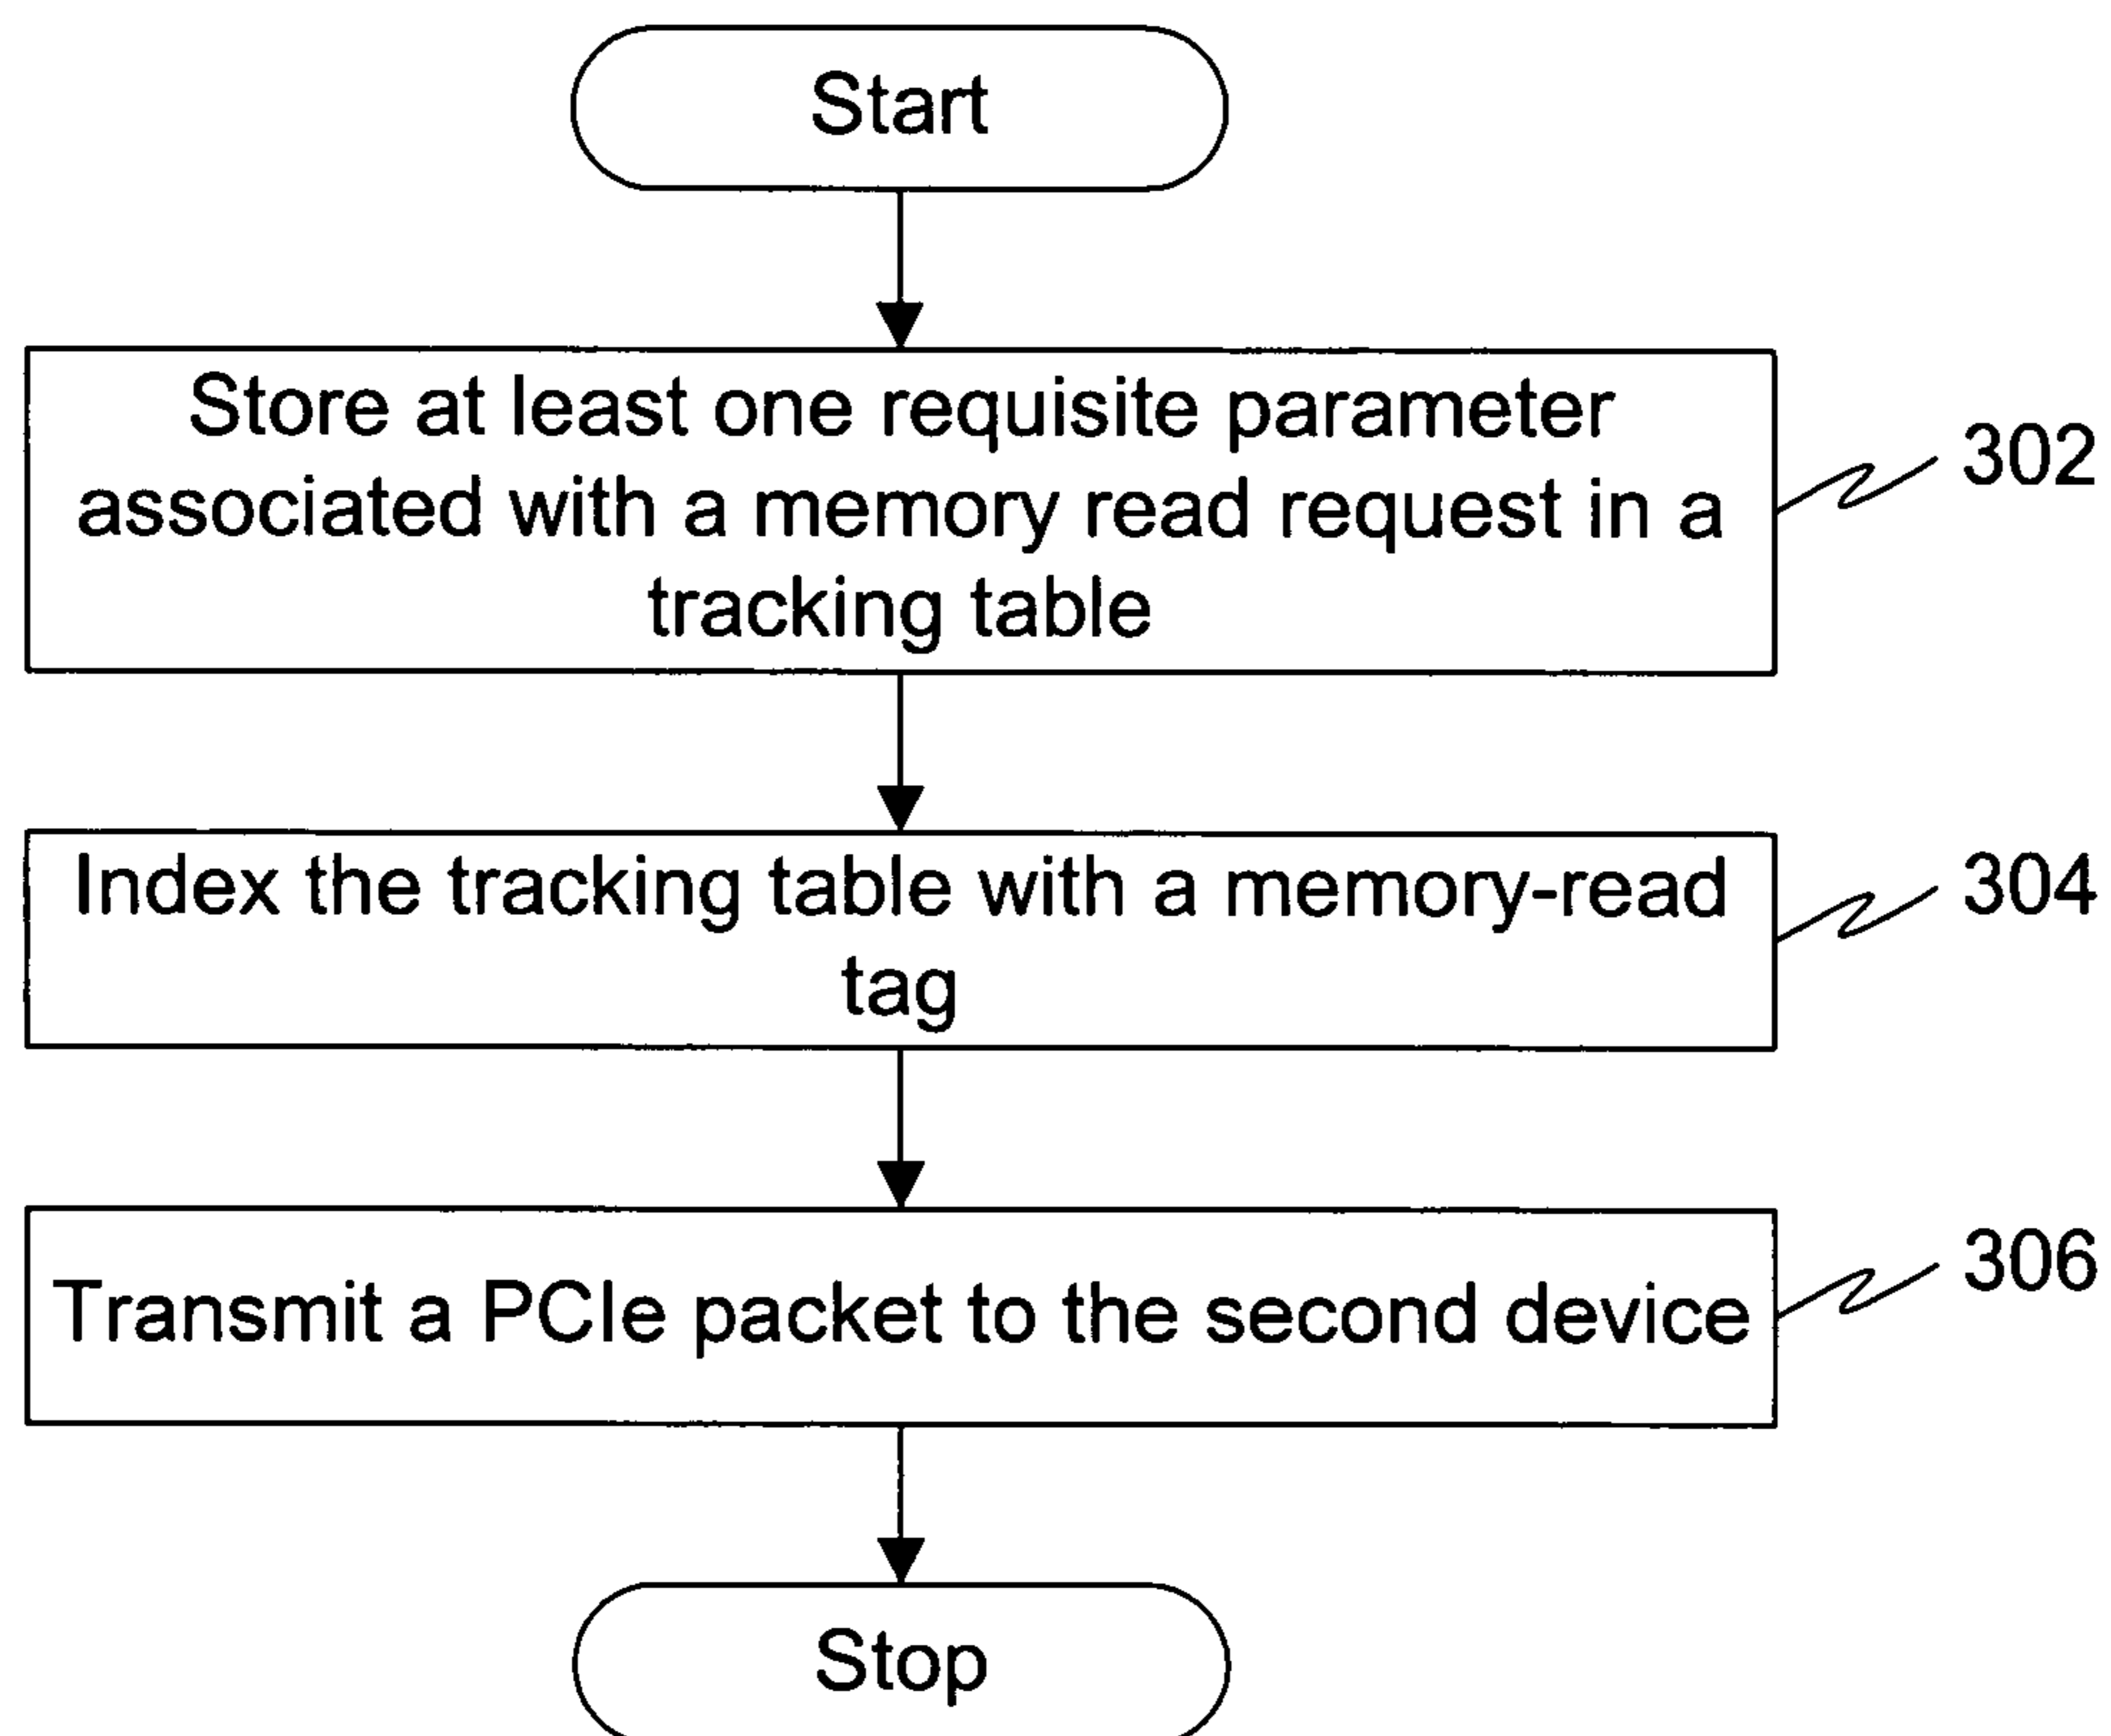 Start
Store at least one requisite parameter
associated with a memory read request in a
tracking table
302
Index the tracking table with a memory-read
tag
304
Transmit a PCIe packet to the second device
306
Stop